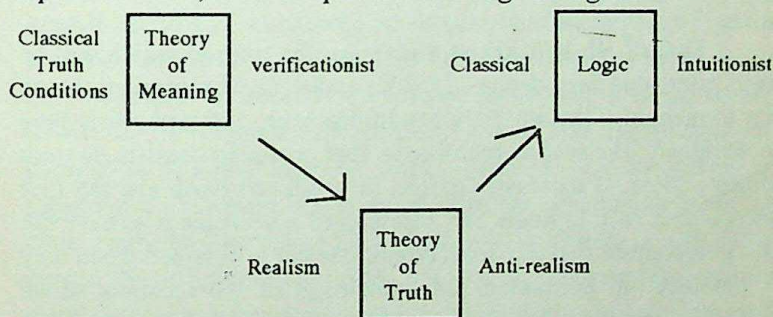 Classical
Truth
Conditions
Theory
of
Meaning
verificationist
Classical
Logic
Intuitionist
Realism
Theory
of
Truth
Anti-realism